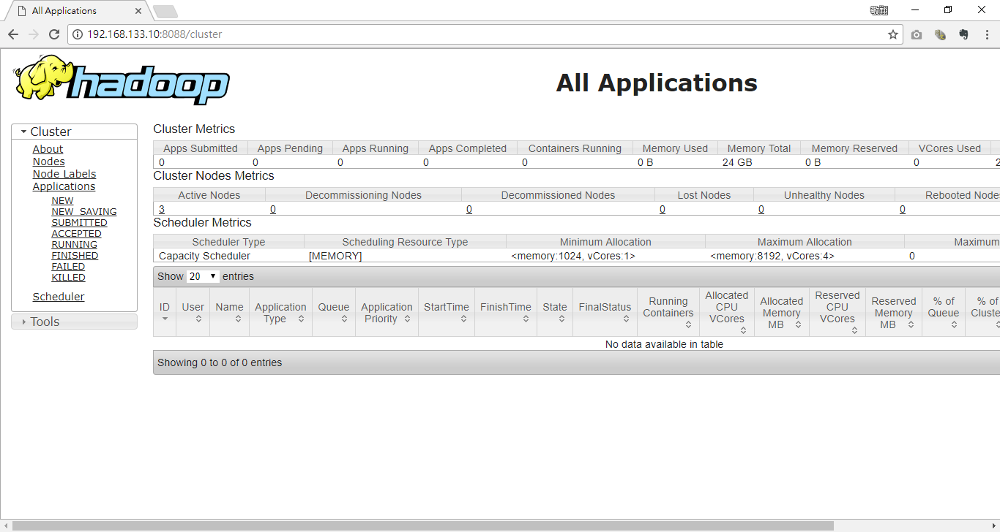 All Applications
192.168.133.10:8088/cluster
hadoop
All Applications
Cluster
About
Nodes
Node Labels
Applications
NEW
NEW_SAVING
SUBMITTED
ACCEPTED
RUNNING
FINISHED
FAILED
KILLED
Scheduler
Tools
Cluster Metrics
Apps Submitted Apps Pending Apps Running Apps Completed Containers Running Memory Used Memory Total Memory Reserved VCores Used
0 0 0 0 0 0 B 24 GB 0 B 0 2
Cluster Nodes Metrics
Active Nodes Decommissioning Nodes Decommissioned Nodes Lost Nodes Unhealthy Nodes Rebooted Nodes
3 0 0 0 0 0
Scheduler Metrics
Scheduler Type Scheduling Resource Type Minimum Allocation Maximum Allocation Maximum
Capacity Scheduler [MEMORY] <memory:1024, vCores:1> <memory:8192, vCores:4> 0
Show 20 entries
ID User Name Application Type Queue Application Priority StartTime FinishTime State FinalStatus Running Containers Allocated CPU VCores Allocated Memory MB Reserved CPU VCores Reserved Memory MB % of Queue % of Cluste
No data available in table
Showing 0 to 0 of 0 entries